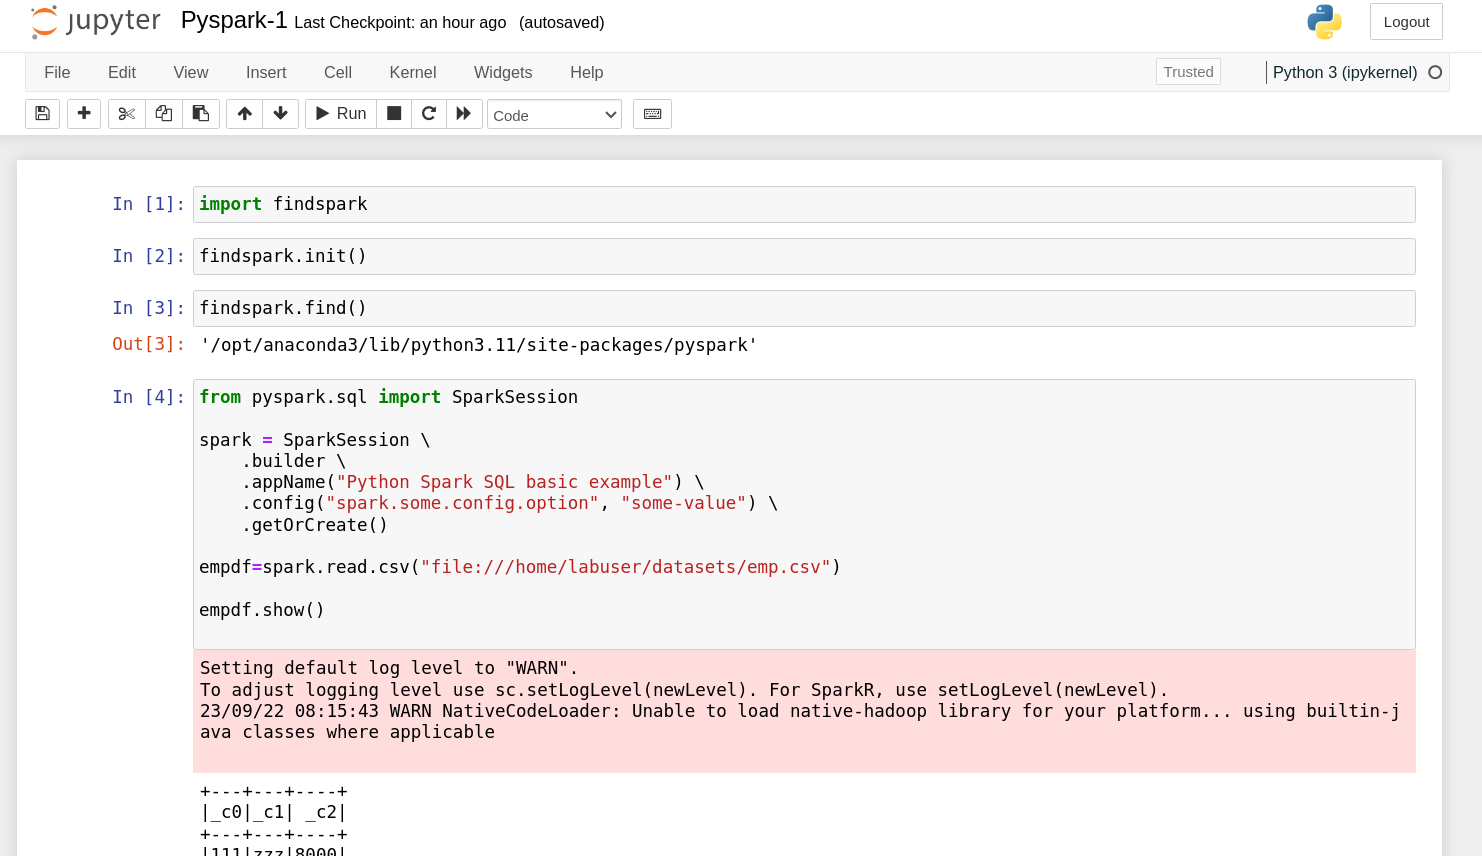 jupyter Pyspark-1 Last Checkpoint: an hour ago (autosaved) Logout
File Edit View Insert Cell Kernel Widgets Help Trusted Python 3 (ipykernel)
Run Code
In [1]: import findspark
In [2]: findspark.init()
In [3]: findspark.find()
Out[3]: '/opt/anaconda3/lib/python3.11/site-packages/pyspark'
In [4]: from pyspark.sql import SparkSession
spark = SparkSession \
    .builder \
    .appName("Python Spark SQL basic example") \
    .config("spark.some.config.option", "some-value") \
    .getOrCreate()
empdf=spark.read.csv("file:///home/labuser/datasets/emp.csv")
empdf.show()
Setting default log level to "WARN".
To adjust logging level use sc.setLogLevel(newLevel). For SparkR, use setLogLevel(newLevel).
23/09/22 08:15:43 WARN NativeCodeLoader: Unable to load native-hadoop library for your platform... using builtin-j
ava classes where applicable
+---+---+----+
|_c0|_c1| _c2|
+---+---+----+
|111|zzz|8000|